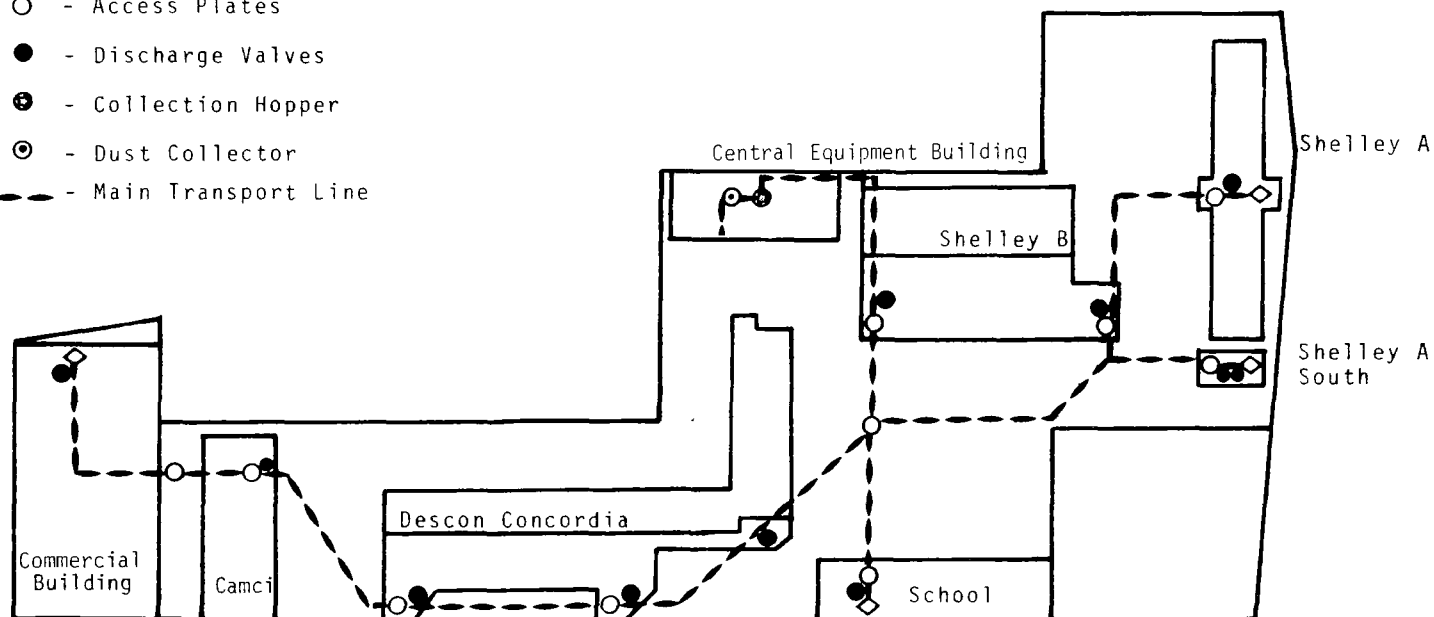 - Access Plates
- Discharge Valves
- Collection Hopper
- Dust Collector
- Main Transport Line
Central Equipment Building
Shelley A
Shelley B
Shelley A
South
Descon Concordia
Commercial
Building
Camci
School